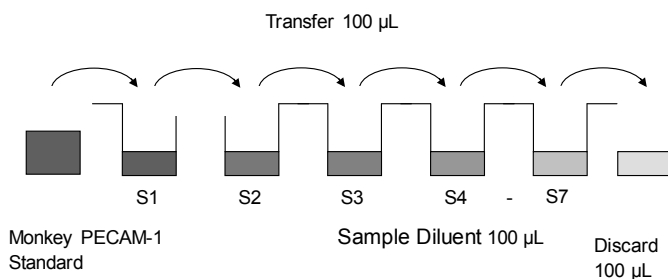 Transfer 100 µL
S1 S2 S3 S4 - S7
Monkey PECAM-1
Standard
Sample Diluent 100 µL
Discard
100 µL